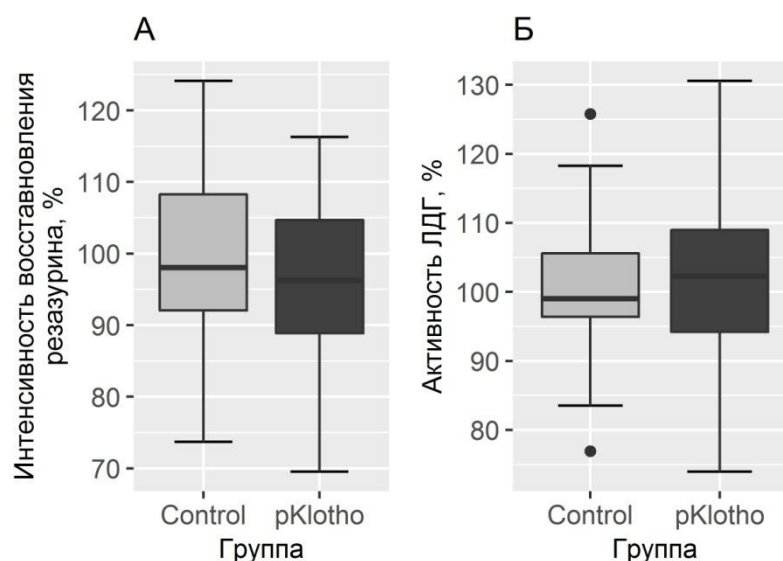 А
Интенсивность восставновления
резазурина, %
120
110
100
90
80
70
Control pKlotho
Группа
Б
Активность ЛДГ, %
130
120
110
100
90
80
Control pKlotho
Группа